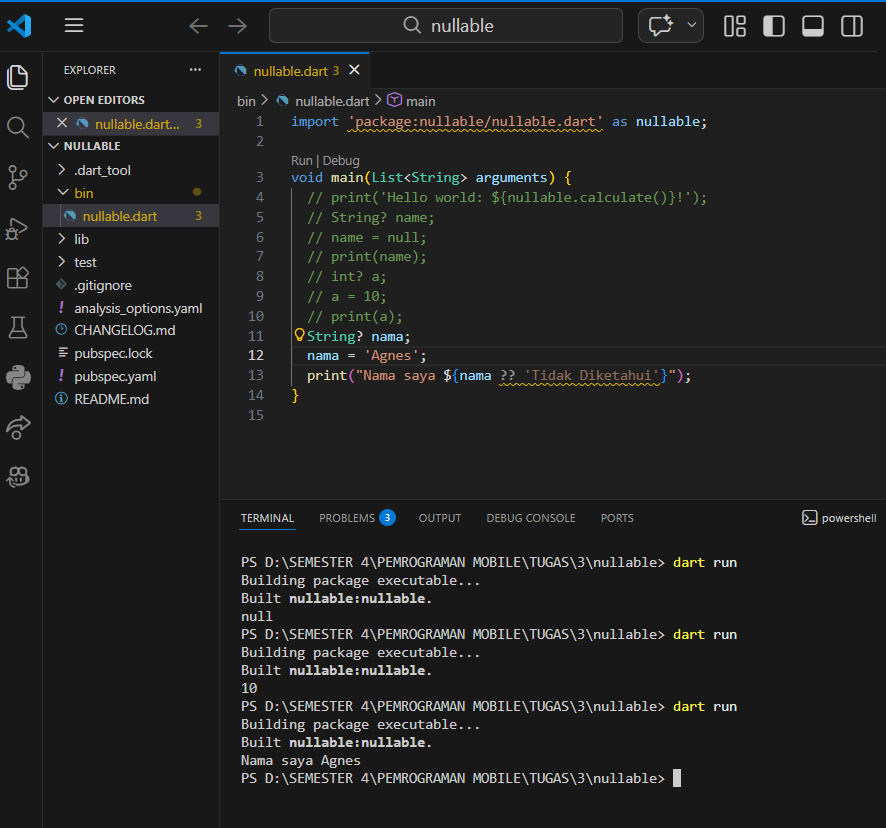 nullable
EXPLORER ...
OPEN EDITORS
nullable.dart... 3
NULLABLE
.dart_tool
bin
nullable.dart 3
lib
test
.gitignore
! analysis_options.yaml
CHANGELOG.md
pubspec.lock
! pubspec.yaml
README.md
nullable.dart 3
bin > nullable.dart > main
1 import 'package:nullable/nullable.dart' as nullable;
2
Run | Debug
3 void main(List<String> arguments) {
4 // print('Hello world: ${nullable.calculate()}!');
5 // String? name;
6 // name = null;
7 // print(name);
8 // int? a;
9 // a = 10;
10 // print(a);
11 String? nama;
12 nama = 'Agnes';
13 print("Nama saya ${nama ?? 'Tidak Diketahui'}");
14 }
15
TERMINAL PROBLEMS 3 OUTPUT DEBUG CONSOLE PORTS powershell
PS D:\SEMESTER 4\PEMROGRAMAN MOBILE\TUGAS\3\nullable> dart run
Building package executable...
Built nullable:nullable.
null
PS D:\SEMESTER 4\PEMROGRAMAN MOBILE\TUGAS\3\nullable> dart run
Building package executable...
Built nullable:nullable.
10
PS D:\SEMESTER 4\PEMROGRAMAN MOBILE\TUGAS\3\nullable> dart run
Building package executable...
Built nullable:nullable.
Nama saya Agnes
PS D:\SEMESTER 4\PEMROGRAMAN MOBILE\TUGAS\3\nullable>